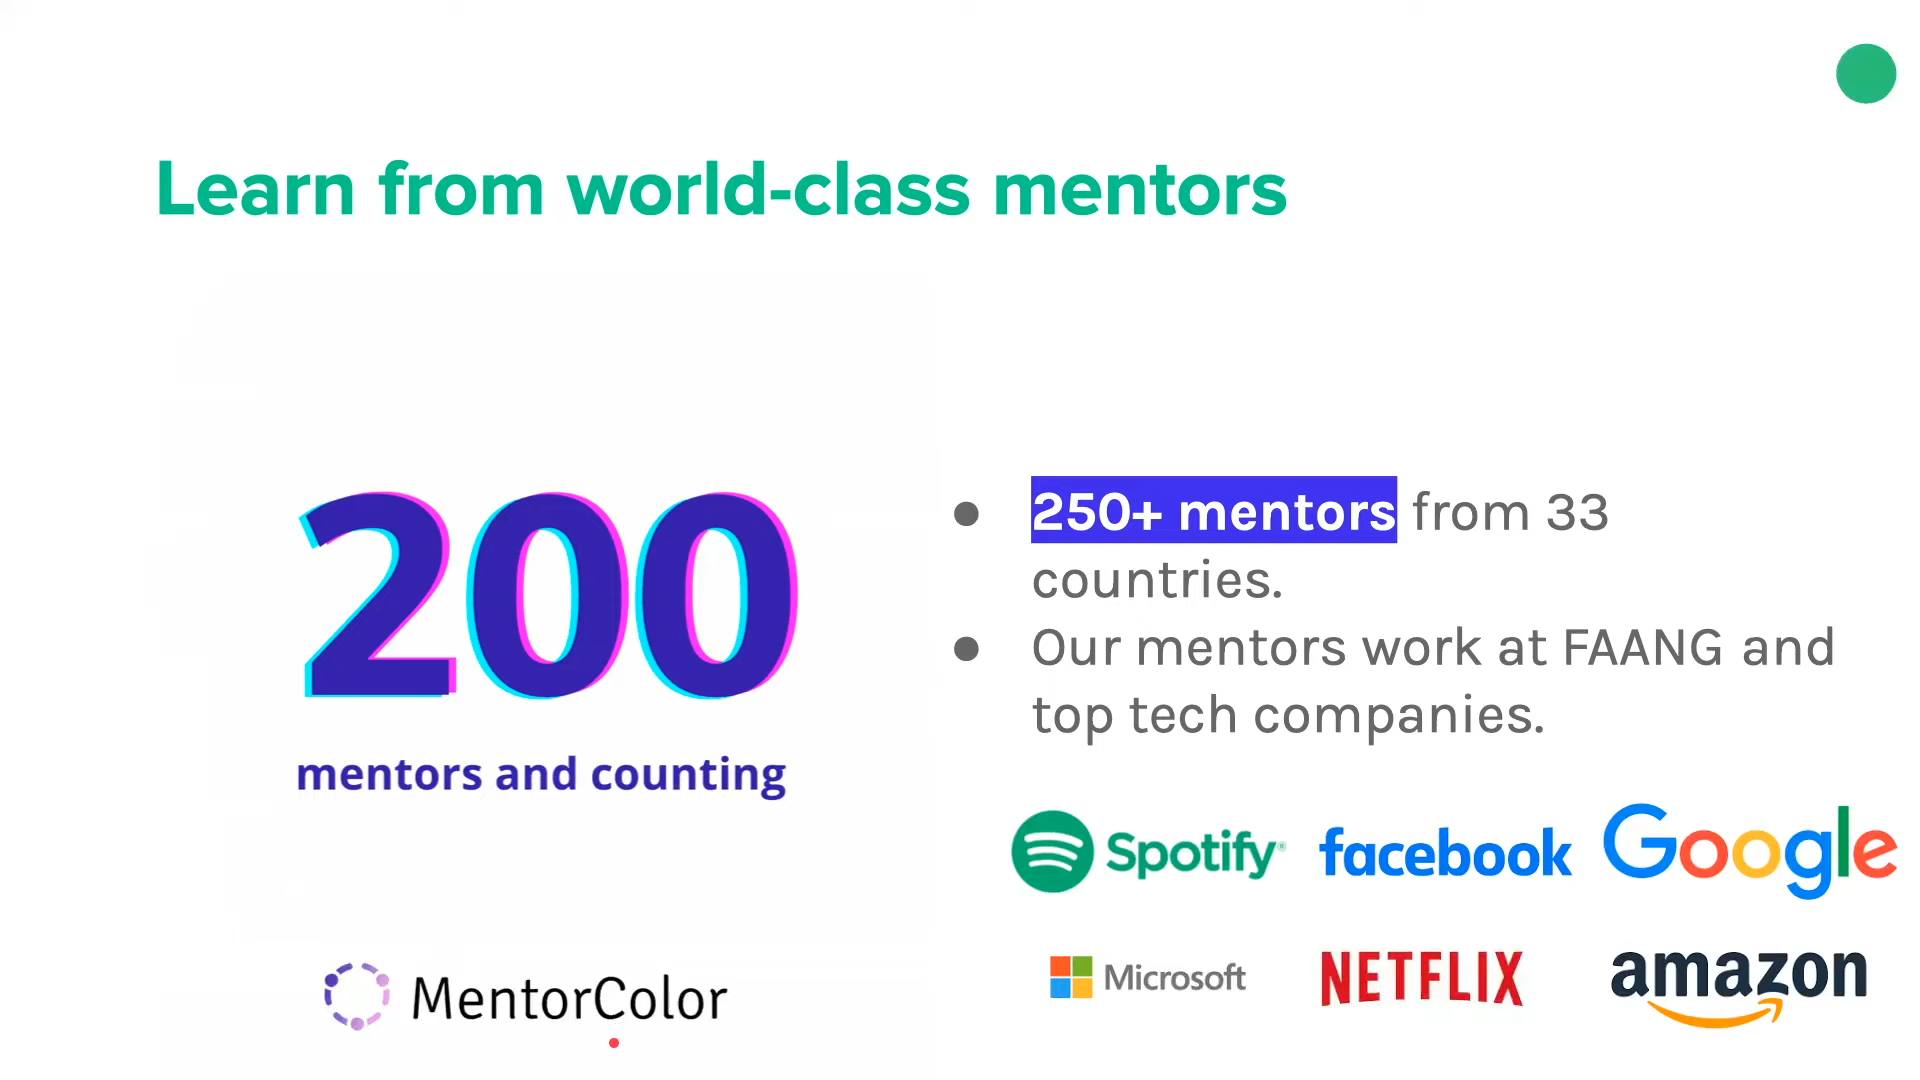 Learn from world-class mentors
200
mentors and counting
MentorColor
● 250+ mentors from 33
countries.
● Our mentors work at FAANG and
top tech companies.
Spotify®
facebook
Google
Microsoft
NETFLIX
amazon